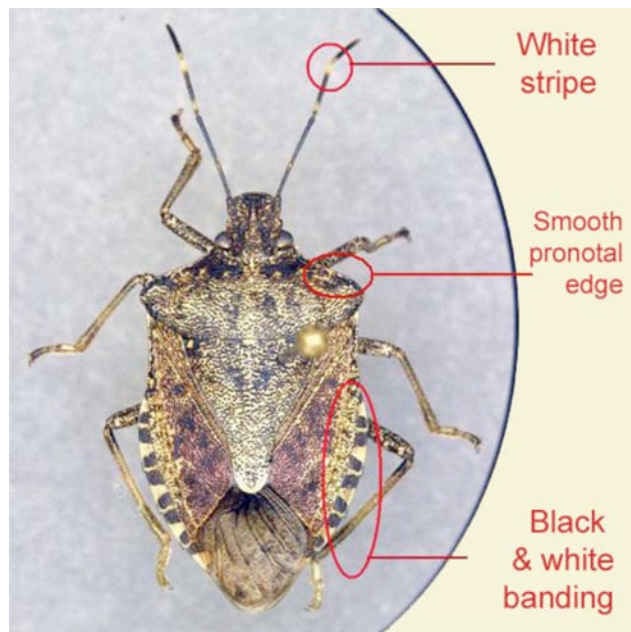 White
stripe
Smooth
pronotal
edge
Black
& white
banding